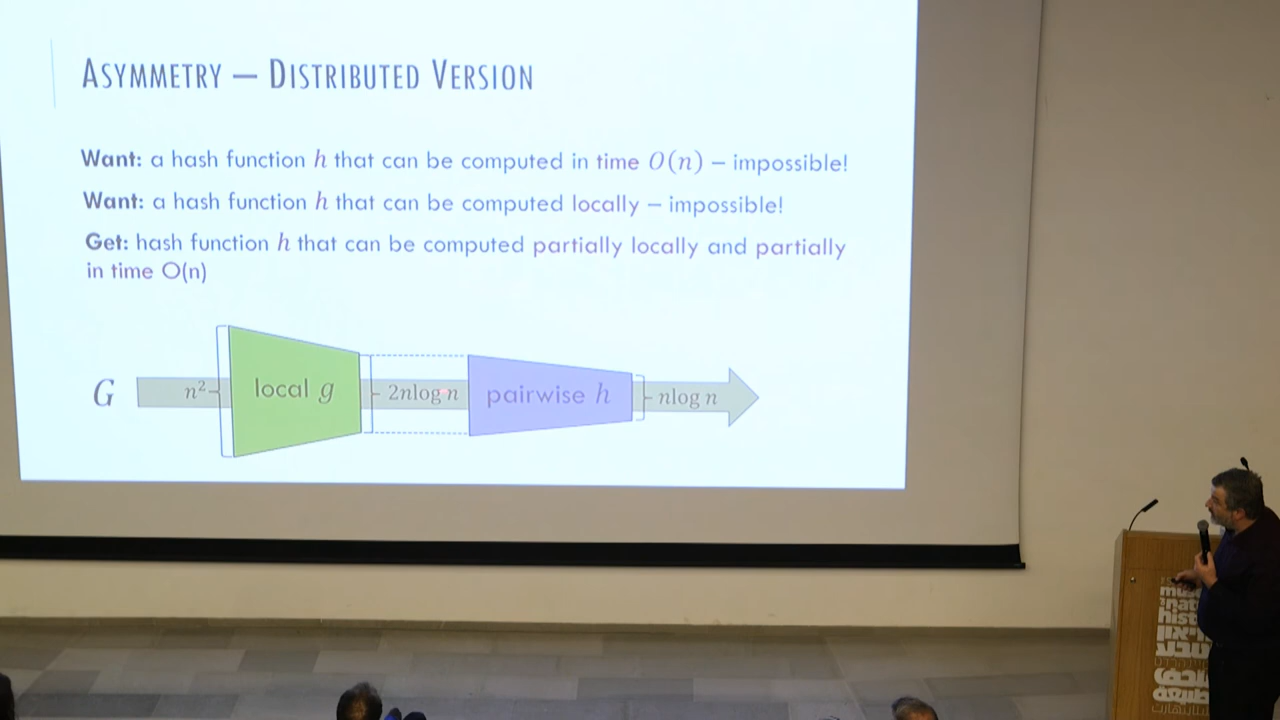 ASYMMETRY — DISTRIBUTED VERSION
Want: a hash function h that can be computed in time O(n) – impossible!
Want: a hash function h that can be computed locally – impossible!
Get: hash function h that can be computed partially locally and partially
in time O(n)
G
n²
local g
2nlog n
pairwise h
nlog n